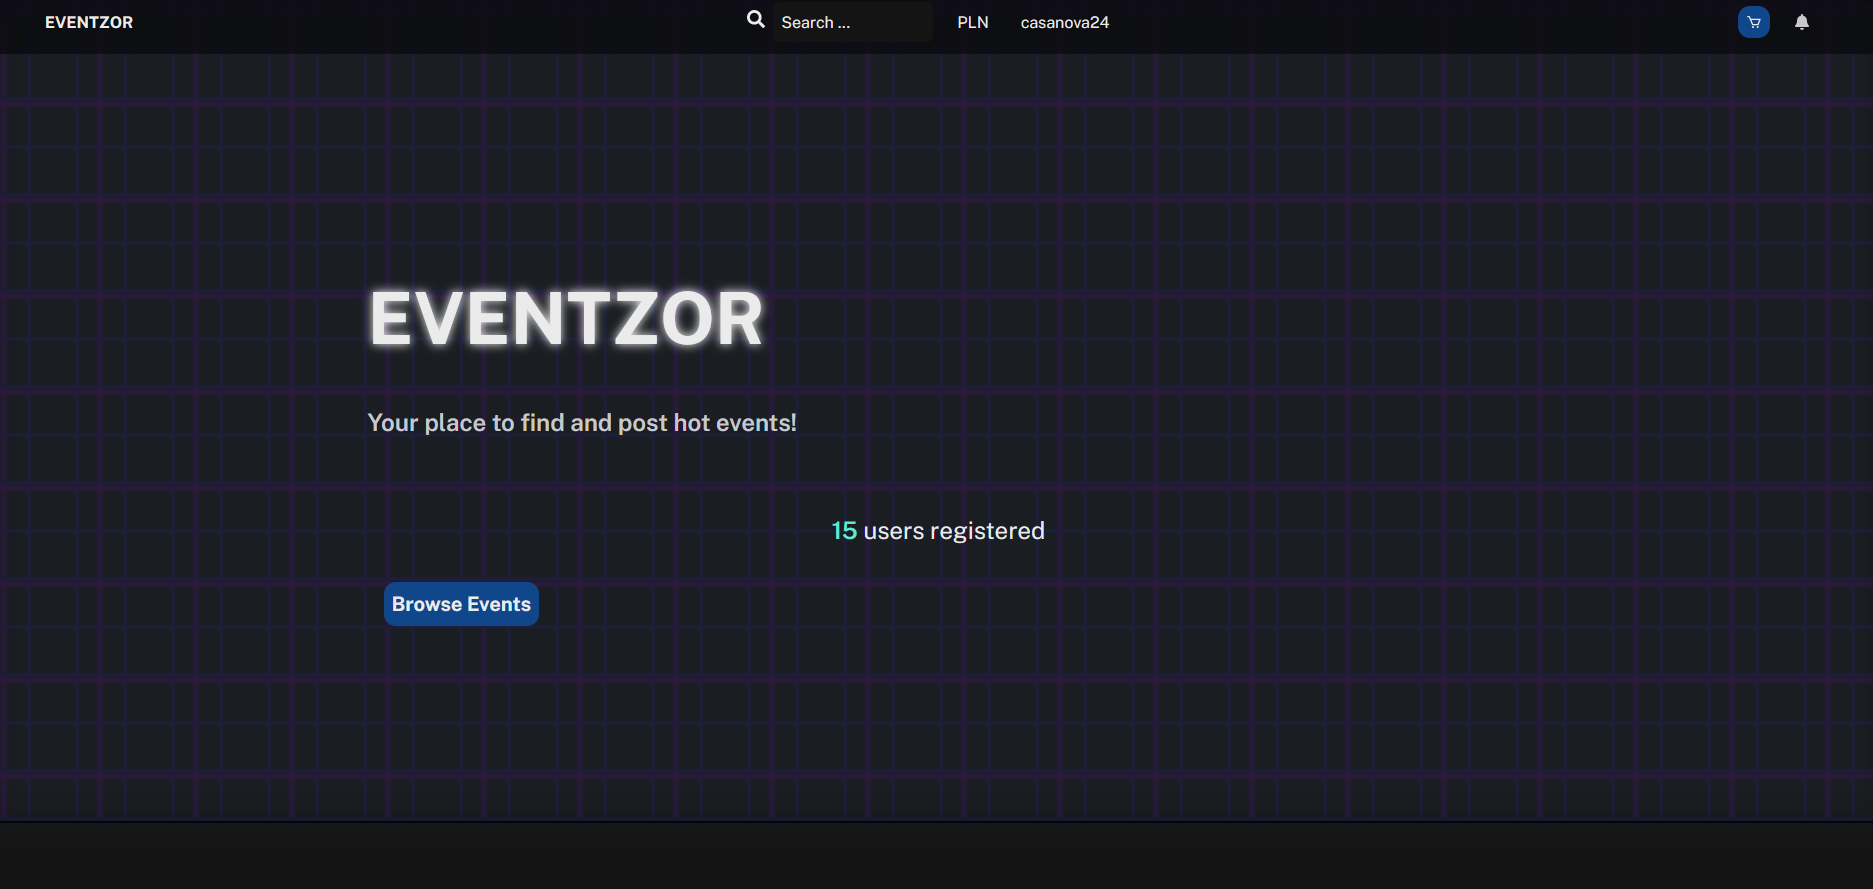 EVENTZOR
Search ...
PLN
casanova24
EVENTZOR
Your place to find and post hot events!
15 users registered
Browse Events